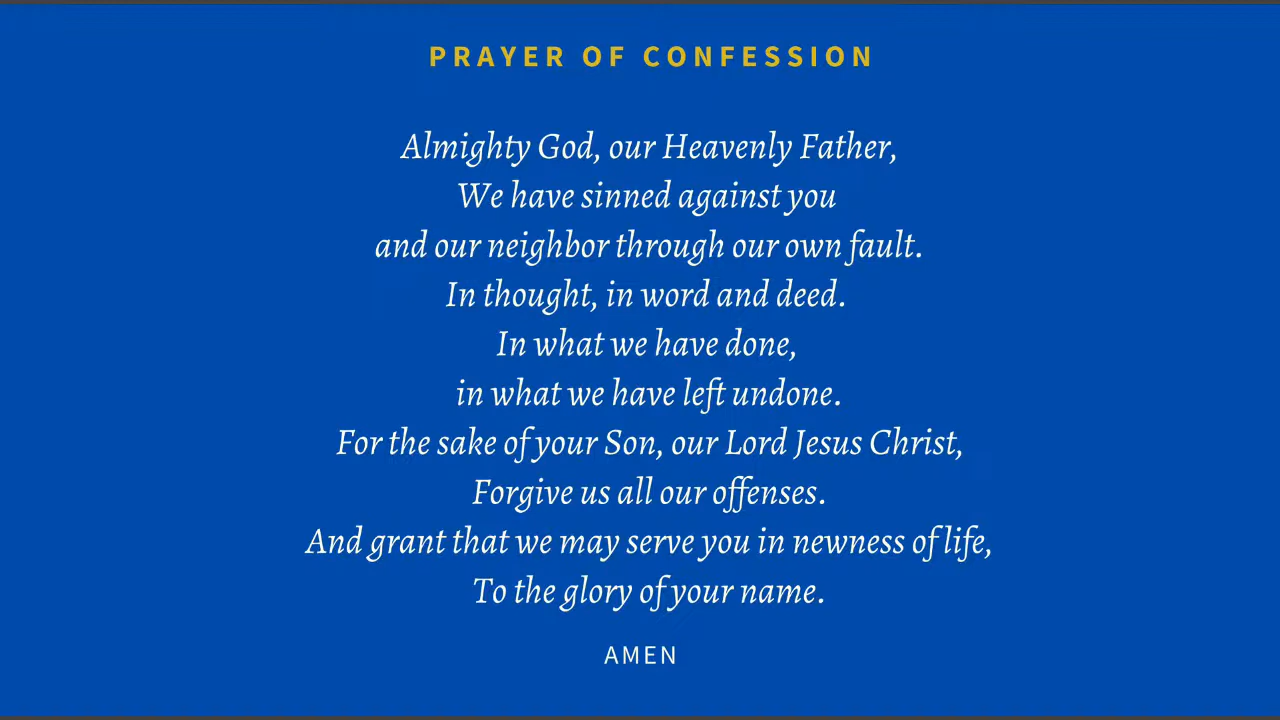 PRAYER OF CONFESSION
Almighty God, our Heavenly Father,
We have sinned against you
and our neighbor through our own fault.
In thought, in word and deed.
In what we have done,
in what we have left undone.
For the sake of your Son, our Lord Jesus Christ,
Forgive us all our offenses.
And grant that we may serve you in newness of life,
To the glory of your name.
AMEN